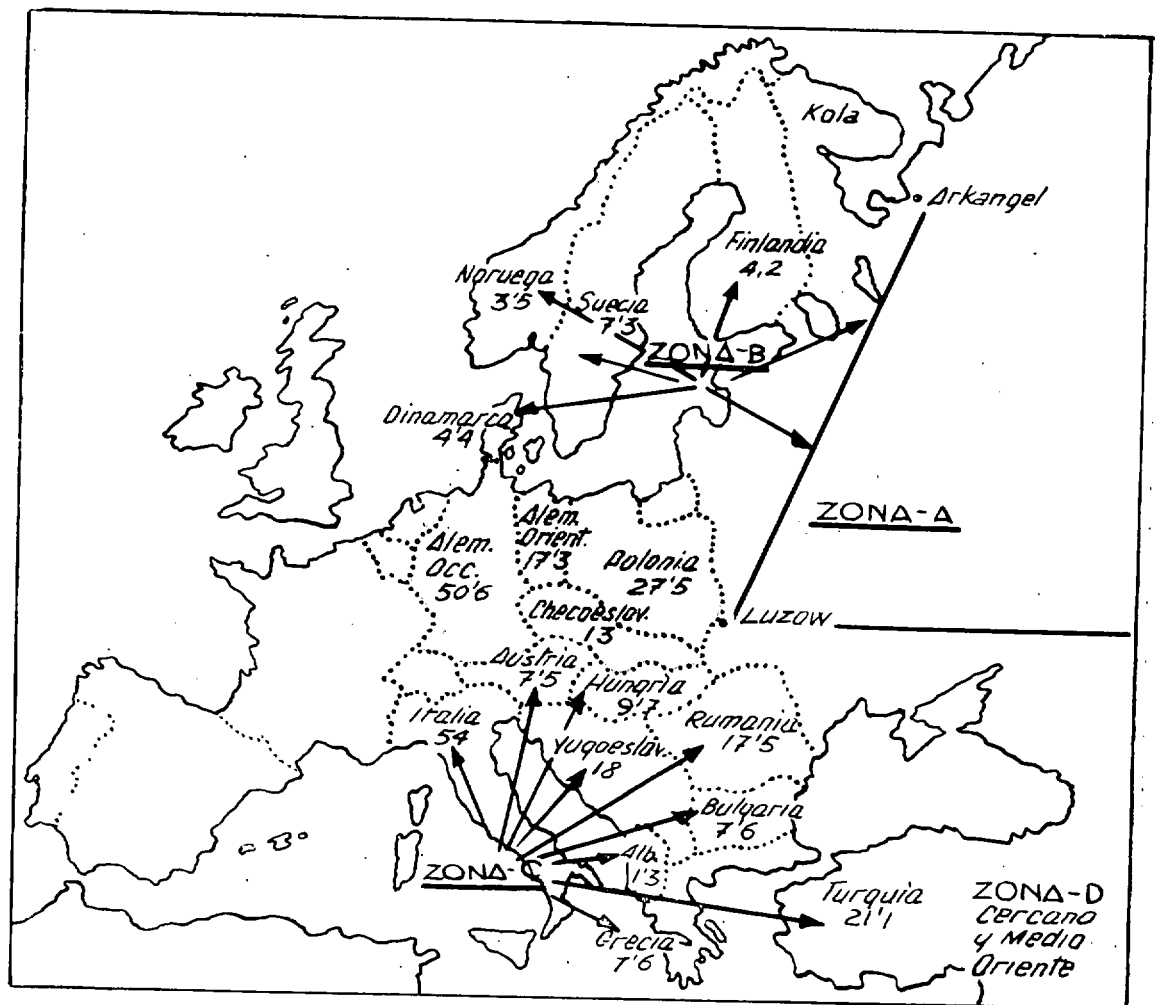 Kola
Arkangel
Finlandia
4,2
Noruega
3'5
Suecia
7'3
ZONA-B
Dinamarca
4'4
ZONA-A
Alem.
Orient.
17'3
Alem.
Occ.
50'6
Polonia
27'5
Checoeslav.
13
LUZOW
Austria
7'5
Hungria
9'7
Italia
54
Rumania
17'5
Yugoeslav.
18
Bulgaria
7'6
Alb.
1'3
ZONA-C
Turquia
21'1
ZONA-D
Cercano
y Medio
Oriente
Grecia
7'6